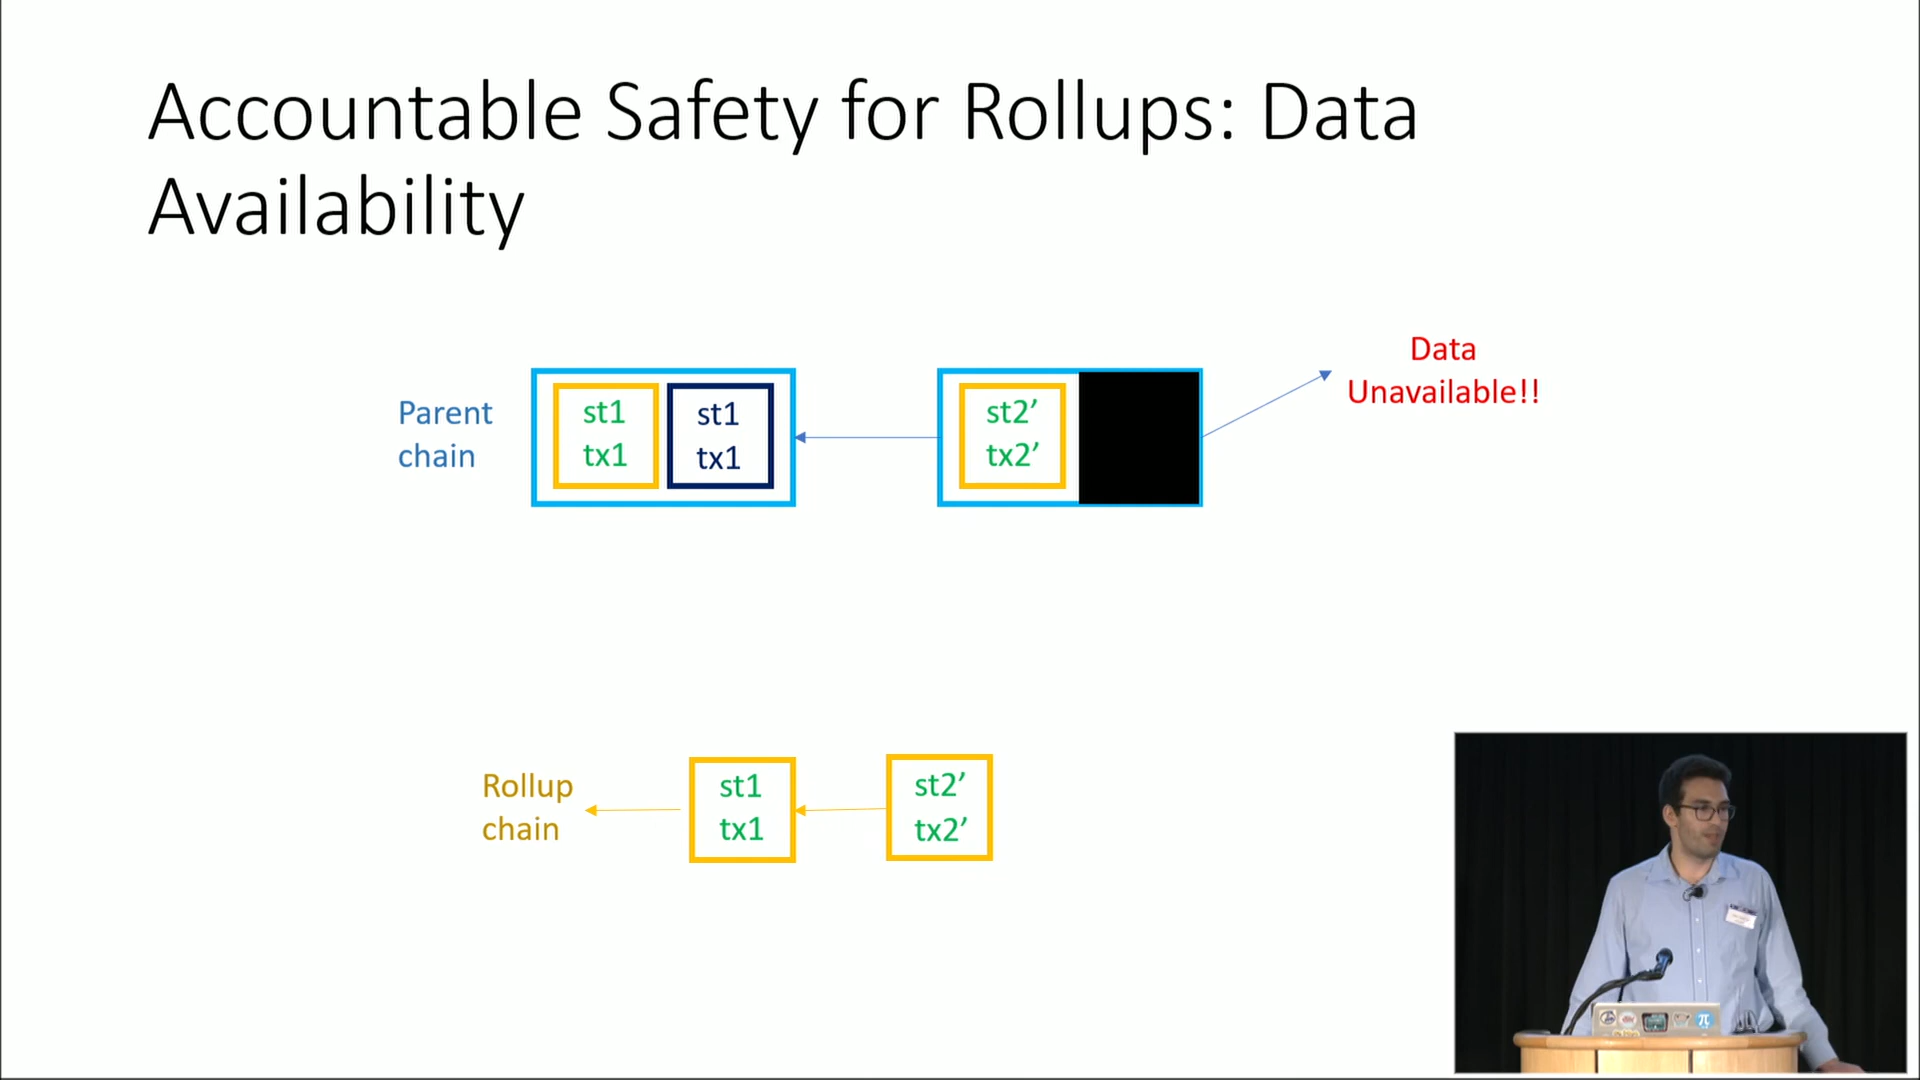 Accountable Safety for Rollups: Data
Availability
Data
Unavailable!!
Parent
chain
st1
tx1
st1
tx1
st2’
tx2’
Rollup
chain
st1
tx1
st2’
tx2’
π